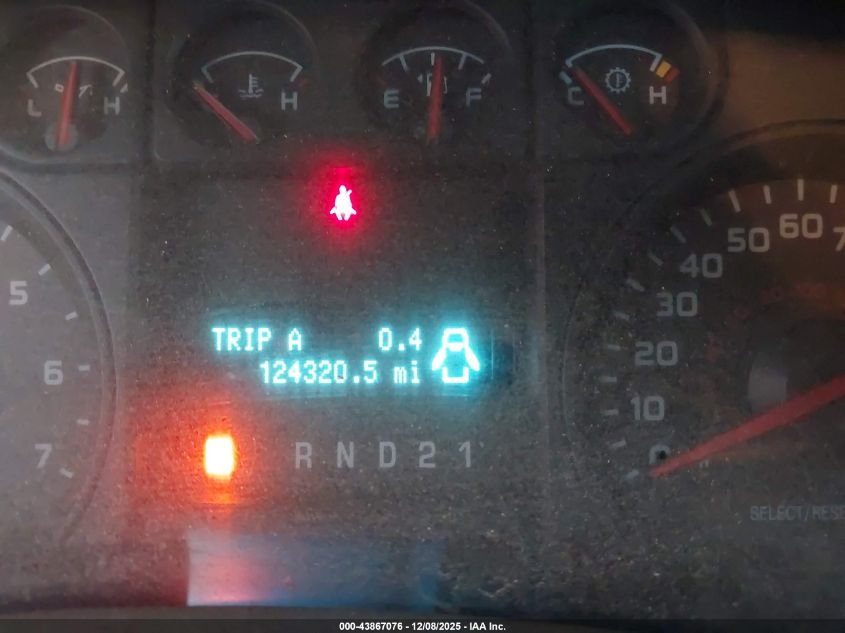 L H
H
E F
C H
5
6
7
TRIP A 0.4
124320.5 mi
R N D 2 1
0
10
20
30
40
50
60
SELECT/RESE
000-43867076 - 12/08/2025 - IAA Inc.